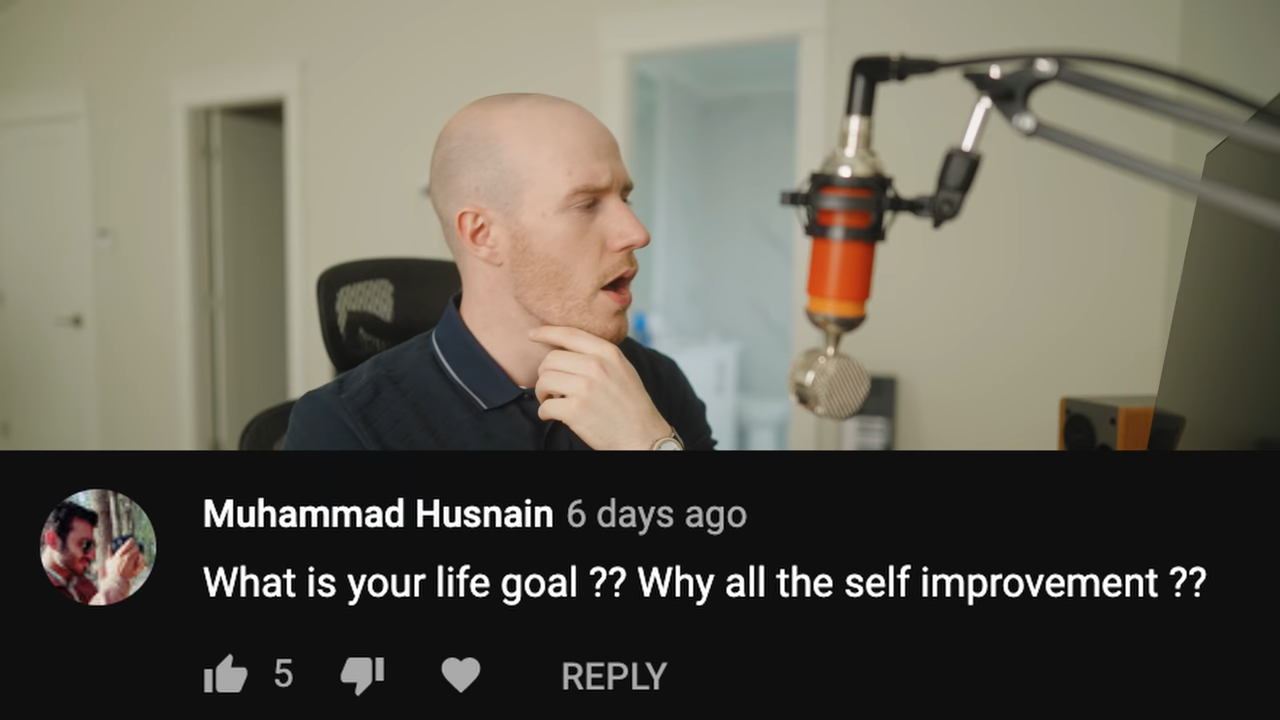 Muhammad Husnain 6 days ago
What is your life goal ?? Why all the self improvement ??
5 REPLY